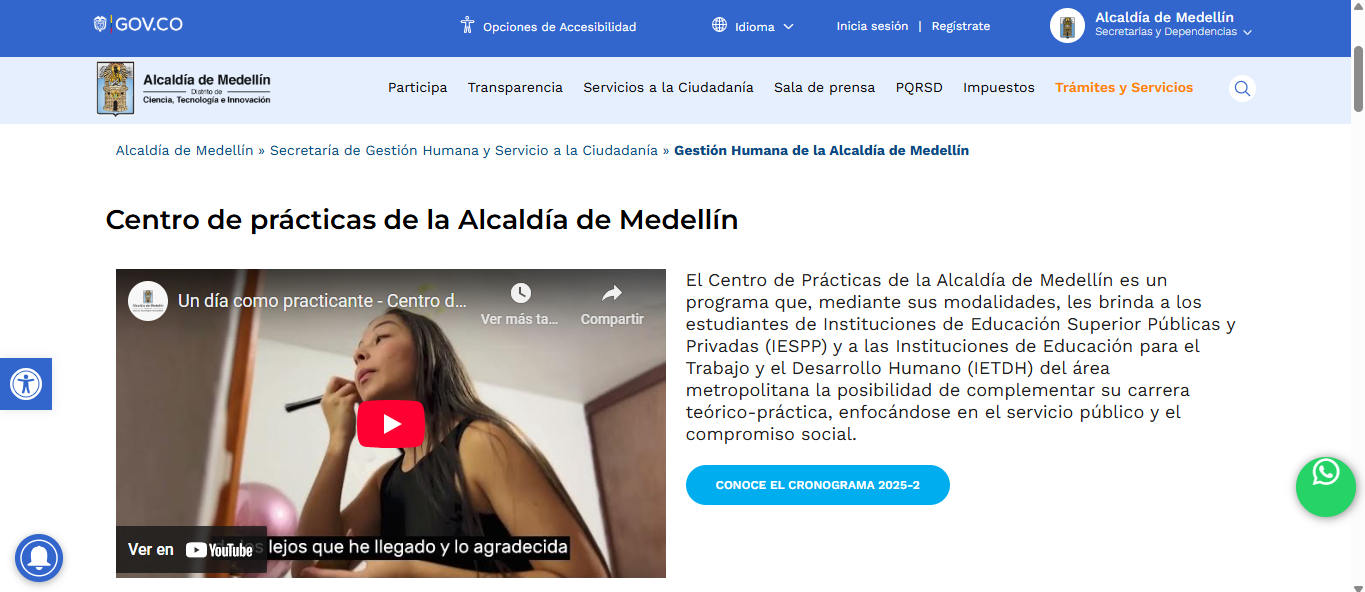 GOV.CO
Opciones de Accesibilidad
Idioma
Inicia sesión | Regístrate
Alcaldía de Medellín
Secretarías y Dependencias
Alcaldía de Medellín
Distrito de
Ciencia, Tecnología e Innovación
Participa
Transparencia
Servicios a la Ciudadanía
Sala de prensa
PQRSD
Impuestos
Trámites y Servicios
Alcaldía de Medellín » Secretaría de Gestión Humana y Servicio a la Ciudadanía » Gestión Humana de la Alcaldía de Medellín
Centro de prácticas de la Alcaldía de Medellín
Un día como practicante - Centro d...
Ver más ta...
Compartir
lejos que he llegado y lo agradecida
Ver en YouTube
El Centro de Prácticas de la Alcaldía de Medellín es un
programa que, mediante sus modalidades, les brinda a los
estudiantes de Instituciones de Educación Superior Públicas y
Privadas (IESPP) y a las Instituciones de Educación para el
Trabajo y el Desarrollo Humano (IETDH) del área
metropolitana la posibilidad de complementar su carrera
teórico-práctica, enfocándose en el servicio público y el
compromiso social.
CONOCE EL CRONOGRAMA 2025-2